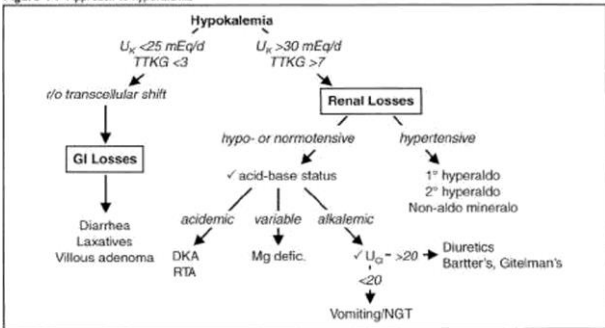 Hypokalemia
U_K <25 mEq/d
TTKG <3
U_K >30 mEq/d
TTKG >7
r/o transcellular shift
Renal Losses
hypo- or normotensive
hypertensive
GI Losses
✓ acid-base status
1° hyperaldo
2° hyperaldo
Non-aldo mineralo
acidemic
variable
alkalemic
Diarrhea
Laxatives
Villous adenoma
DKA
RTA
Mg defic.
✓ U_Cl - >20
Diuretics
Bartter's, Gitelman's
<20
Vomiting/NGT